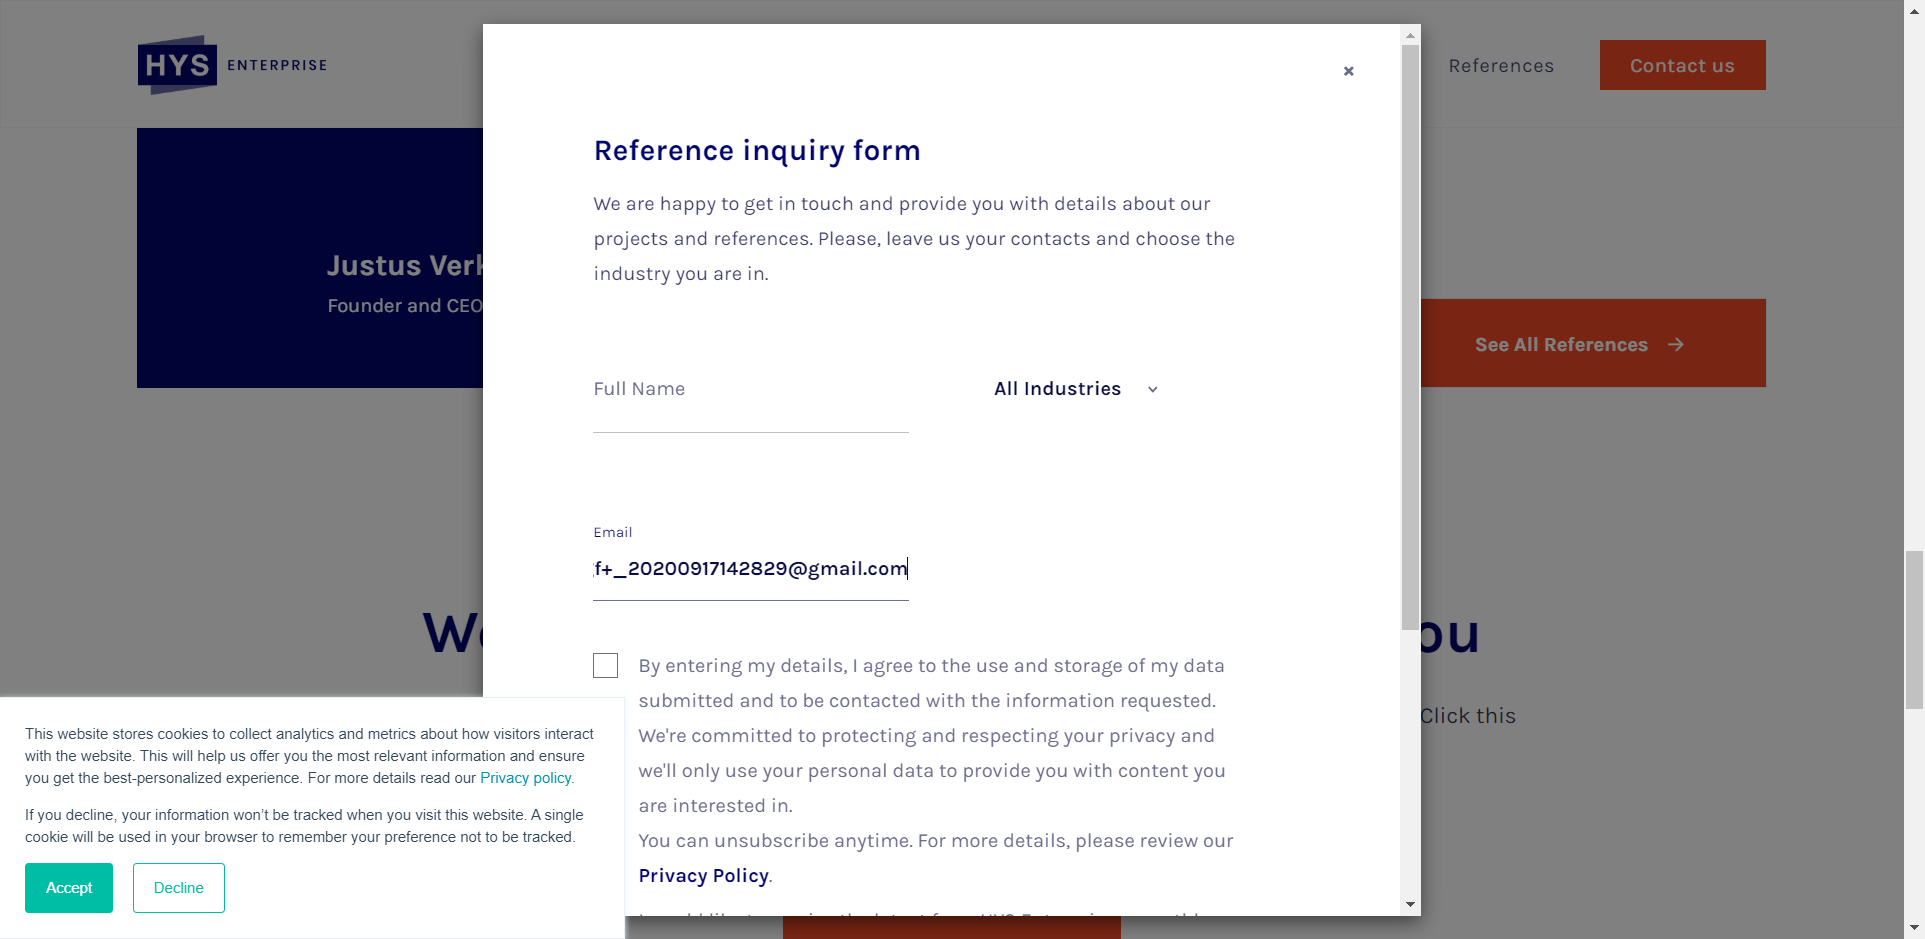 HYS ENTERPRISE
References
Contact us
Justus
Founder and CEO
See All References
Reference inquiry form
We are happy to get in touch and provide you with details about our
projects and references. Please, leave us your contacts and choose the
industry you are in.
Full Name
All Industries
Email
f+_20200917142829@gmail.com
By entering my details, I agree to the use and storage of my data
submitted and to be contacted with the information requested.
We're committed to protecting and respecting your privacy and
we'll only use your personal data to provide you with content you
are interested in.
You can unsubscribe anytime. For more details, please review our
Privacy Policy.
Click this
This website stores cookies to collect analytics and metrics about how visitors interact
with the website. This will help us offer you the most relevant information and ensure
you get the best-personalized experience. For more details read our Privacy policy.
If you decline, your information won’t be tracked when you visit this website. A single
cookie will be used in your browser to remember your preference not to be tracked.
Accept
Decline